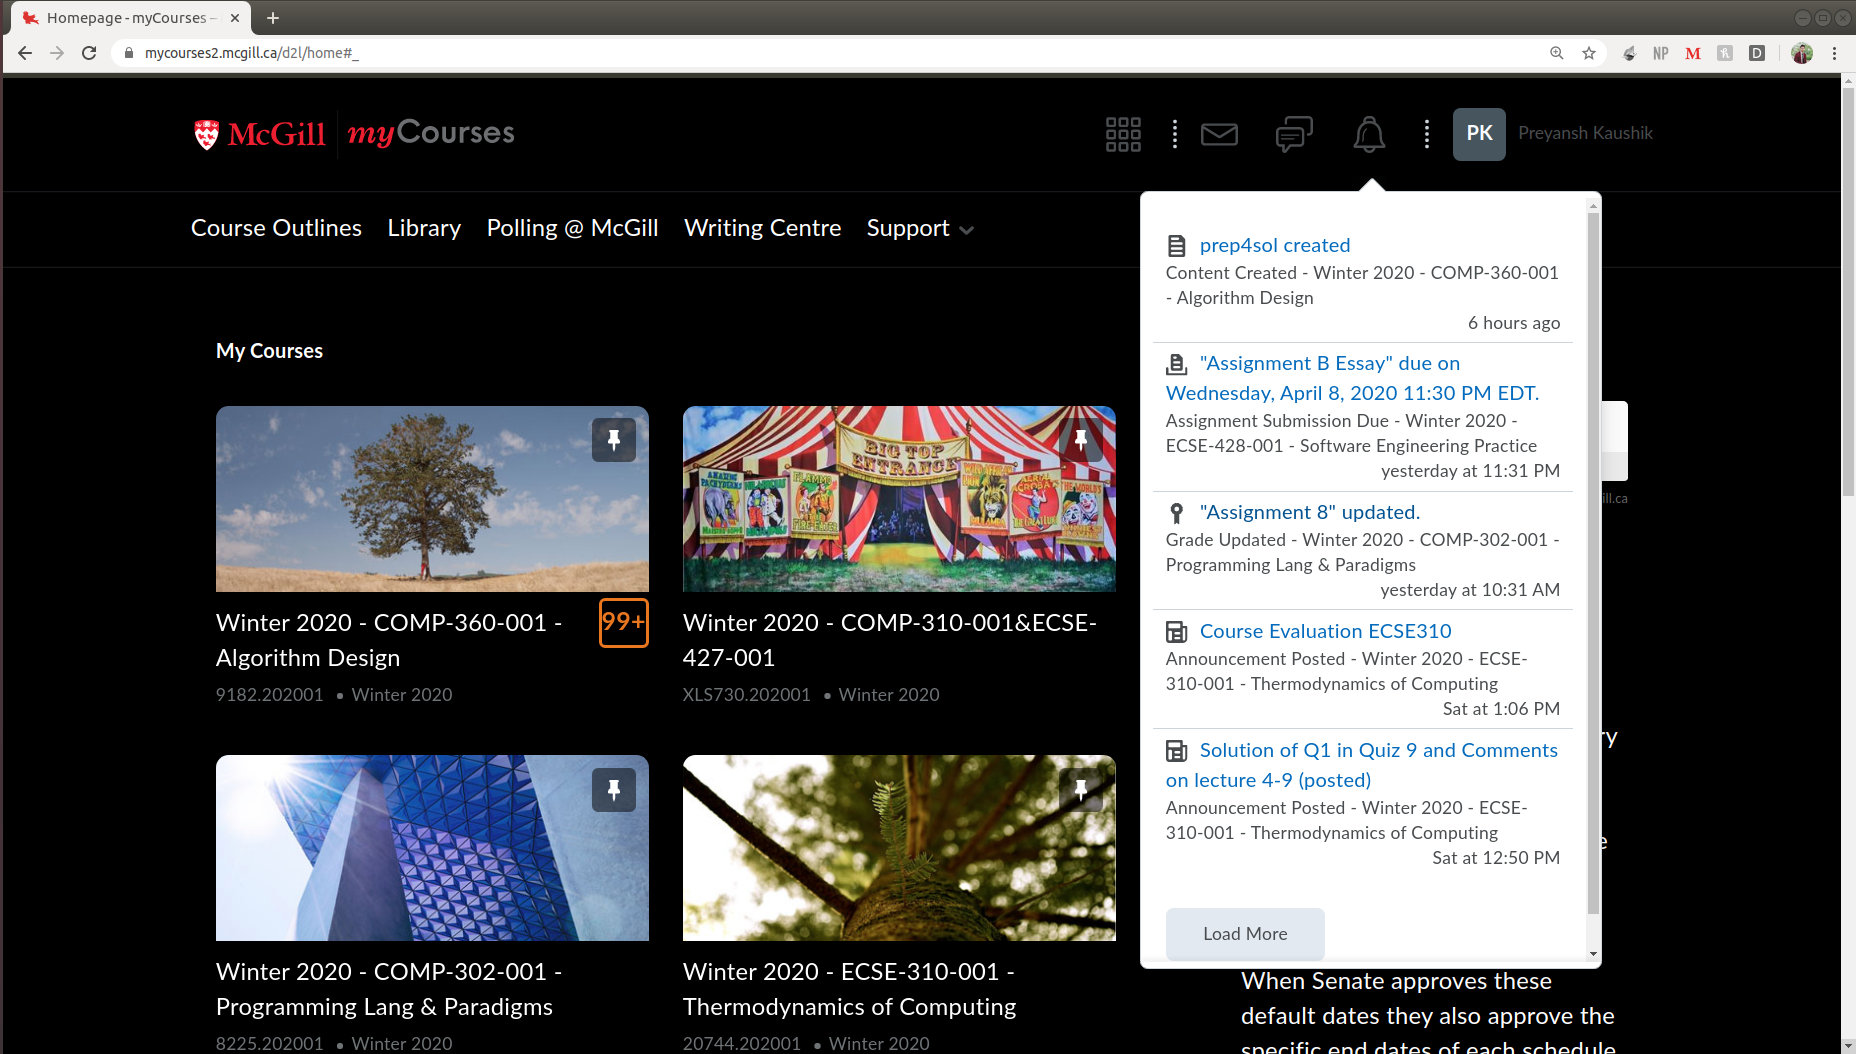 Homepage - myCourses –
mycourses2.mcgill.ca/d2l/home#_
NP
M
D
McGill
myCourses
PK
Preyansh Kaushik
Course Outlines
Library
Polling @ McGill
Writing Centre
Support
My Courses
BIG TOP
ENTRANCE
Winter 2020 - COMP-360-001 -
Algorithm Design
99+
9182.202001 • Winter 2020
Winter 2020 - COMP-310-001&ECSE-
427-001
XLS730.202001 • Winter 2020
Winter 2020 - COMP-302-001 -
Programming Lang & Paradigms
8225.202001 • Winter 2020
Winter 2020 - ECSE-310-001 -
Thermodynamics of Computing
20744.202001 • Winter 2020
prep4sol created
Content Created - Winter 2020 - COMP-360-001
- Algorithm Design
6 hours ago
"Assignment B Essay" due on
Wednesday, April 8, 2020 11:30 PM EDT.
Assignment Submission Due - Winter 2020 -
ECSE-428-001 - Software Engineering Practice
yesterday at 11:31 PM
"Assignment 8" updated.
Grade Updated - Winter 2020 - COMP-302-001 -
Programming Lang & Paradigms
yesterday at 10:31 AM
Course Evaluation ECSE310
Announcement Posted - Winter 2020 - ECSE-
310-001 - Thermodynamics of Computing
Sat at 1:06 PM
Solution of Q1 in Quiz 9 and Comments
on lecture 4-9 (posted)
Announcement Posted - Winter 2020 - ECSE-
310-001 - Thermodynamics of Computing
Sat at 12:50 PM
Load More
ill.ca
ry
e
When Senate approves these
default dates they also approve the
specific end dates of each schedule